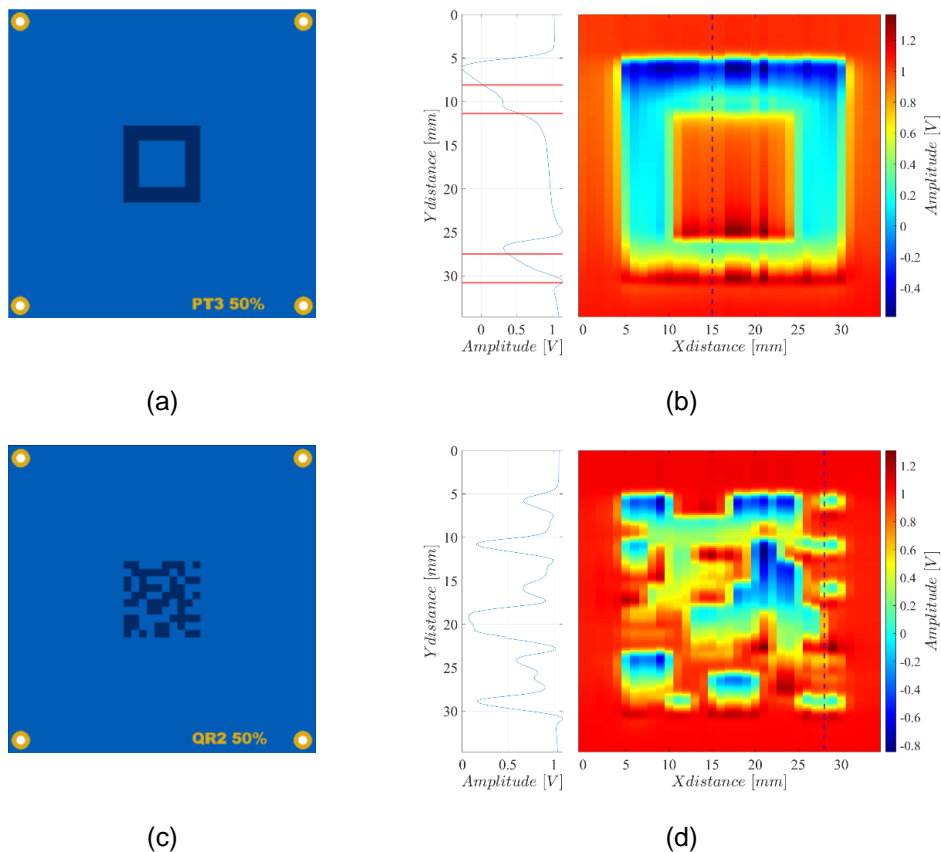 PT3 50%
(a)
0
5
10
15
20
25
30
Y distance [mm]
0 0.5 1
Amplitude [V]
0 5 10 15 20 25 30
X distance [mm]
1.2
1
0.8
0.6
0.4
0.2
0
-0.2
-0.4
Amplitude [V]
(b)
QR2 50%
(c)
0
5
10
15
20
25
30
Y distance [mm]
0 0.5 1
Amplitude [V]
0 5 10 15 20 25 30
X distance [mm]
1.2
1
0.8
0.6
0.4
0.2
0
-0.2
-0.4
-0.6
-0.8
Amplitude [V]
(d)